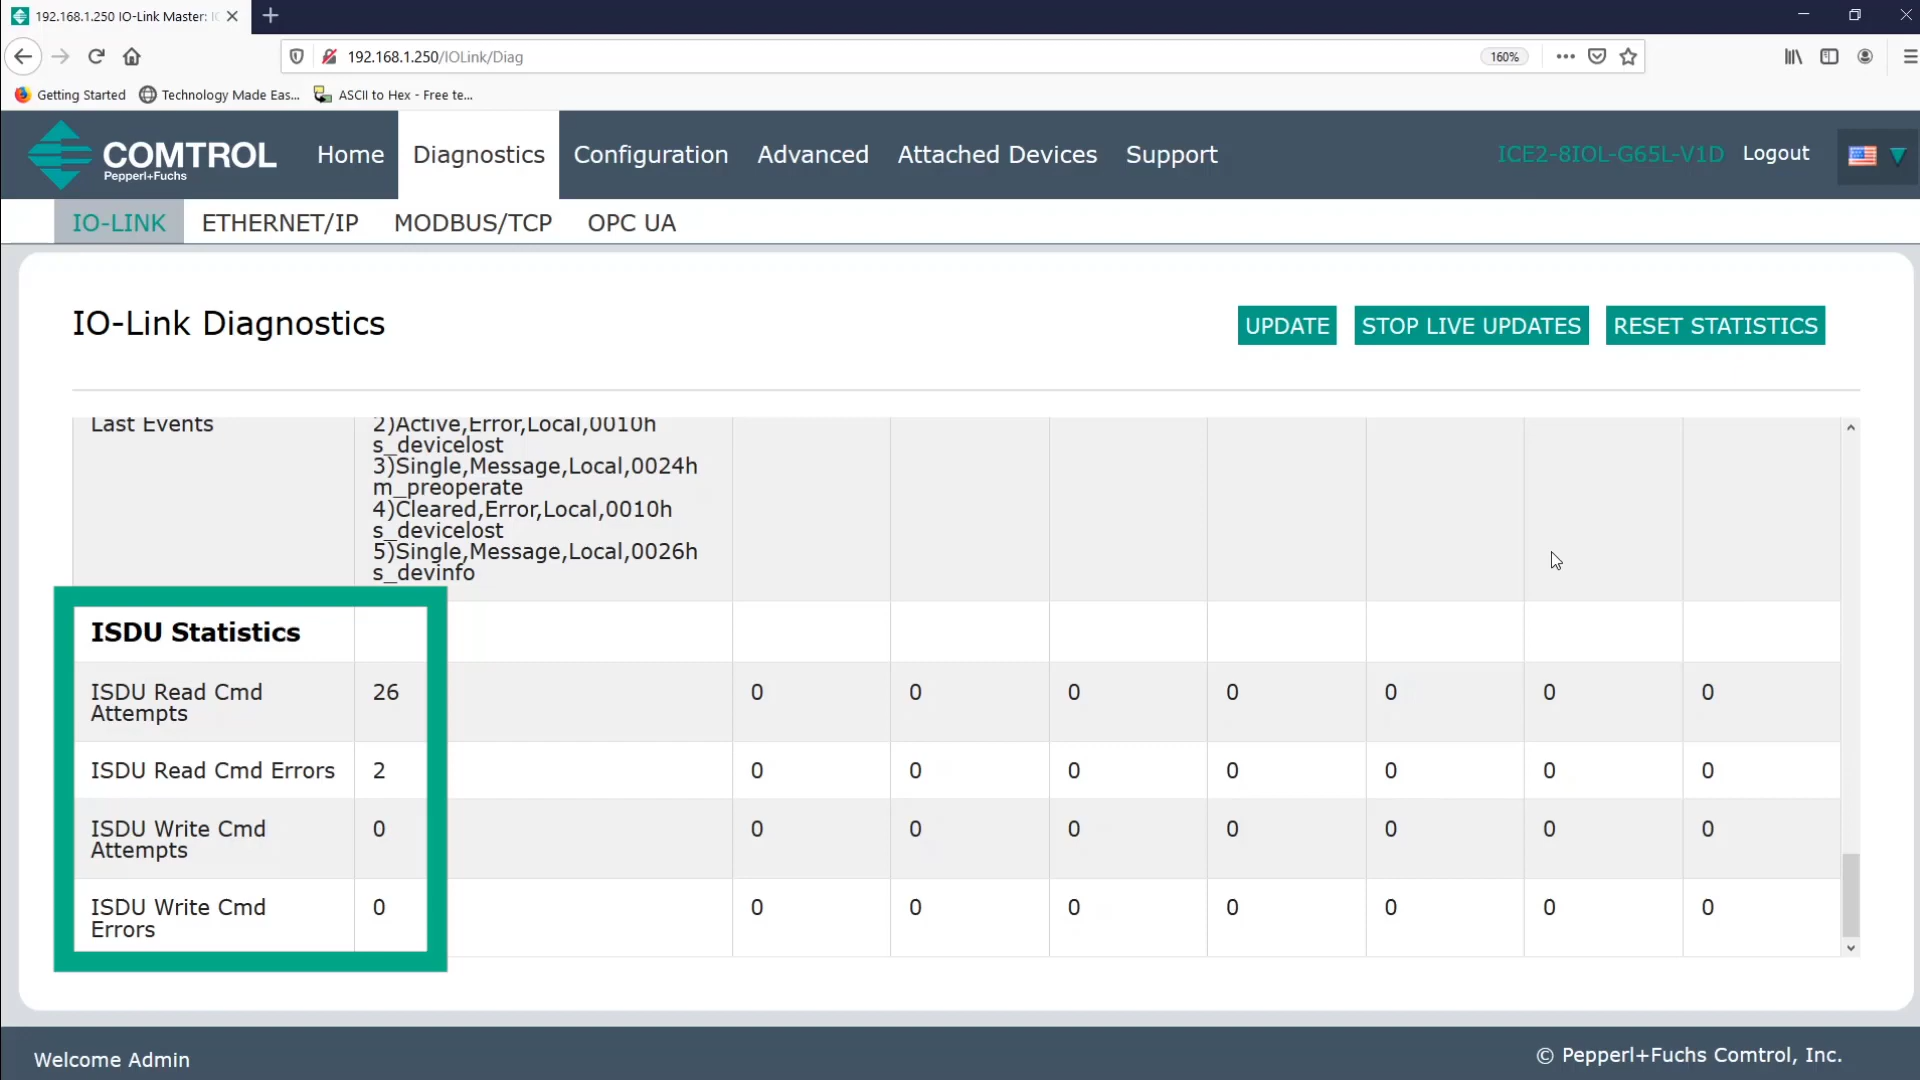 192.168.1.250 IO-Link Master: IO
160%
192.168.1.250/IOLink/Diag
Getting Started
Technology Made Eas...
ASCII to Hex - Free te...
COMTROL
Pepperl+Fuchs
Home
Diagnostics
Configuration
Advanced
Attached Devices
Support
ICE2-8IOL-G65L-V1D
Logout
IO-LINK
ETHERNET/IP
MODBUS/TCP
OPC UA
IO-Link Diagnostics
UPDATE
STOP LIVE UPDATES
RESET STATISTICS
Last Events
2)Active,Error,Local,0010h
s_devicelost
3)Single,Message,Local,0024h
m_preoperate
4)Cleared,Error,Local,0010h
s_devicelost
5)Single,Message,Local,0026h
s_devinfo
ISDU Statistics
ISDU Read Cmd
Attempts
26 0 0 0 0 0 0 0
ISDU Read Cmd Errors 2 0 0 0 0 0 0 0
ISDU Write Cmd
Attempts
0 0 0 0 0 0 0 0
ISDU Write Cmd
Errors
0 0 0 0 0 0 0 0
Welcome Admin
© Pepperl+Fuchs Comtrol, Inc.